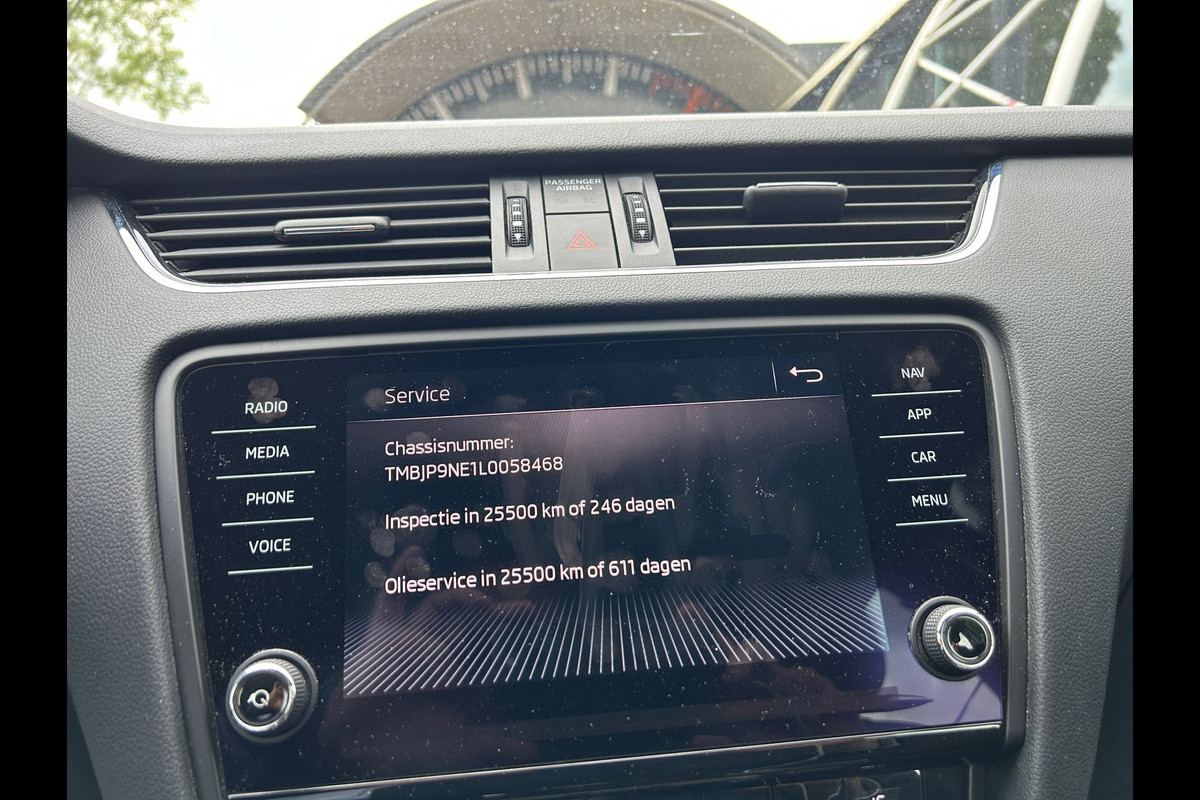 PASSENGER
AIRBAG
RADIO
MEDIA
PHONE
VOICE
Service
Chassisnummer:
TMBJP9NE1L0058468
Inspectie in 25500 km of 246 dagen
Olieservice in 25500 km of 611 dagen
NAV
APP
CAR
MENU